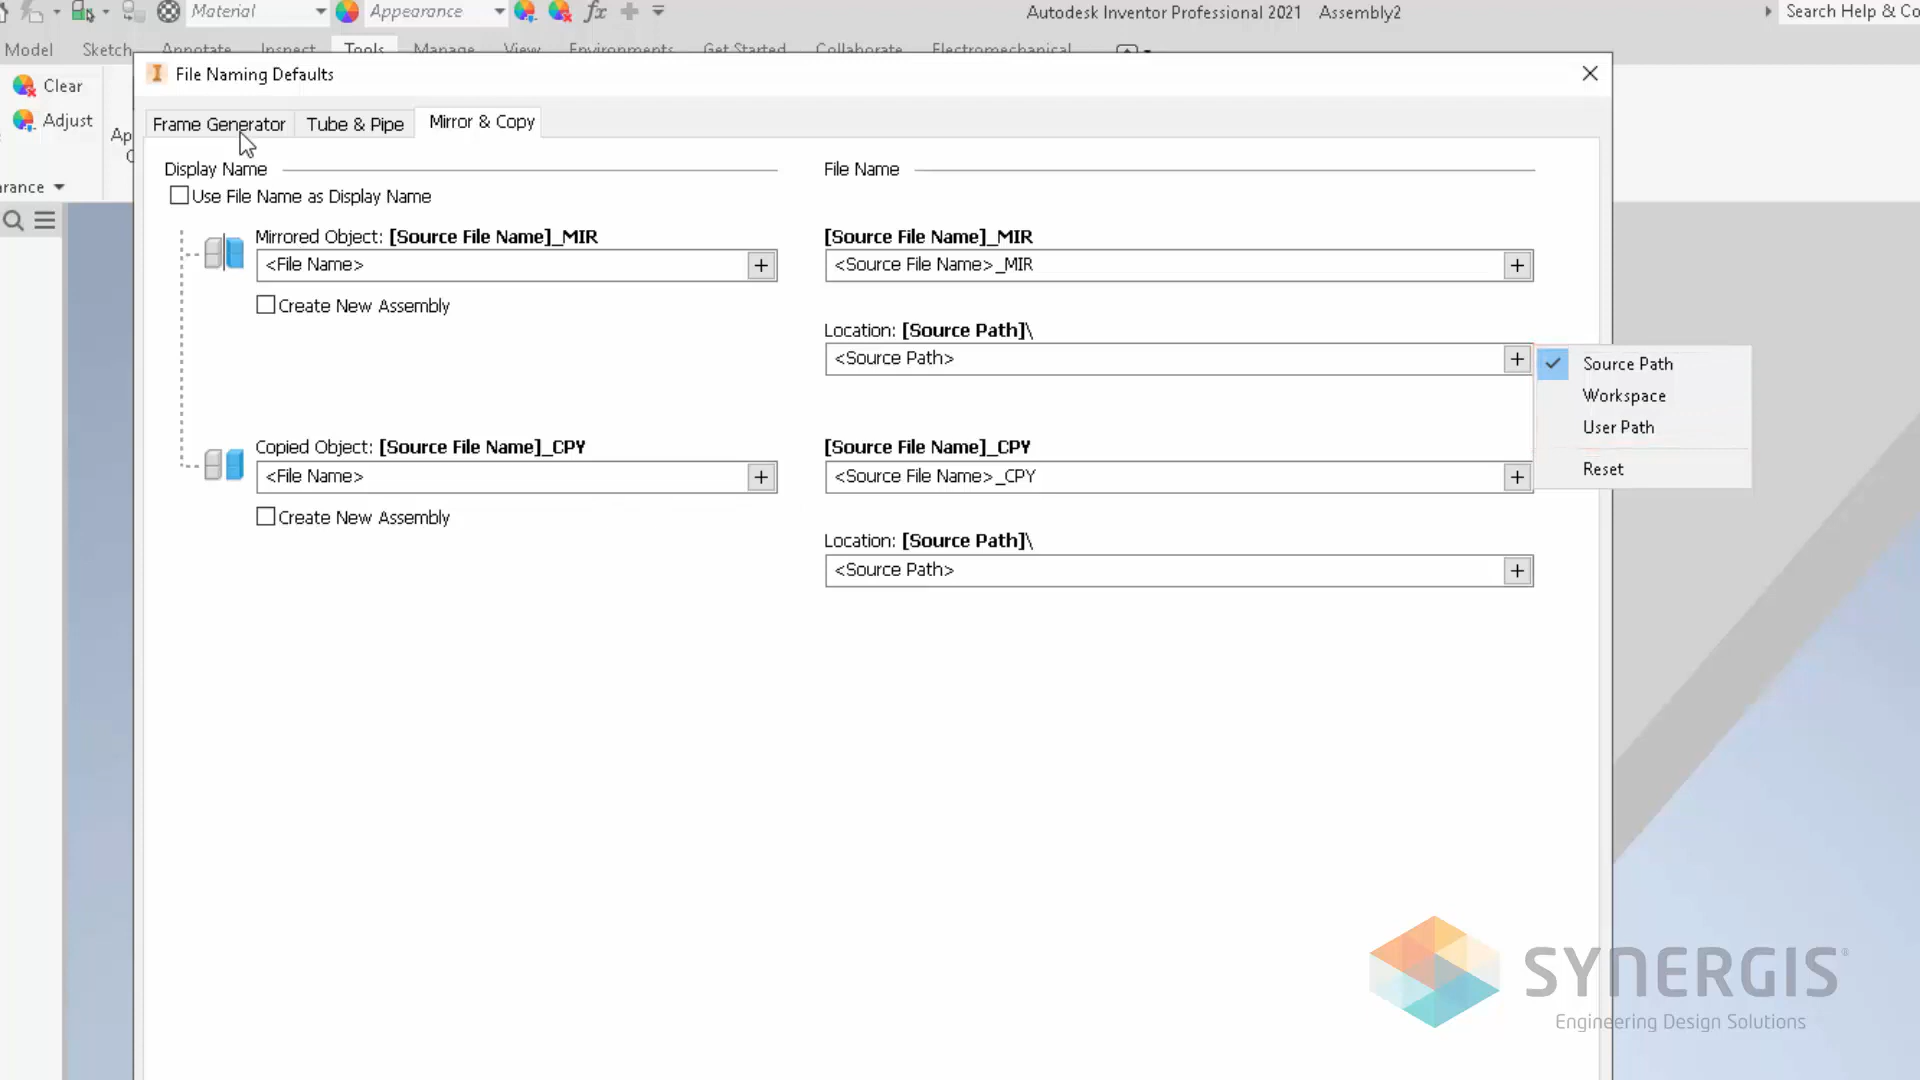 Material
Appearance
fx
Autodesk Inventor Professional 2021 Assembly2
Search Help & Co
Model Sketch Annotate Inspect Tools Manage View Environments Get Started Collaborate Electromechanical
Clear
Adjust
Ap
arance
File Naming Defaults
Frame Generator
Tube & Pipe
Mirror & Copy
Display Name
File Name
Use File Name as Display Name
Mirrored Object: [Source File Name]_MIR
[Source File Name]_MIR
<File Name>
<Source File Name>_MIR
Create New Assembly
Location: [Source Path]\
<Source Path>
Source Path
Workspace
User Path
Reset
Copied Object: [Source File Name]_CPY
[Source File Name]_CPY
<File Name>
<Source File Name>_CPY
Create New Assembly
Location: [Source Path]\
<Source Path>
SYNERGIS®
Engineering Design Solutions